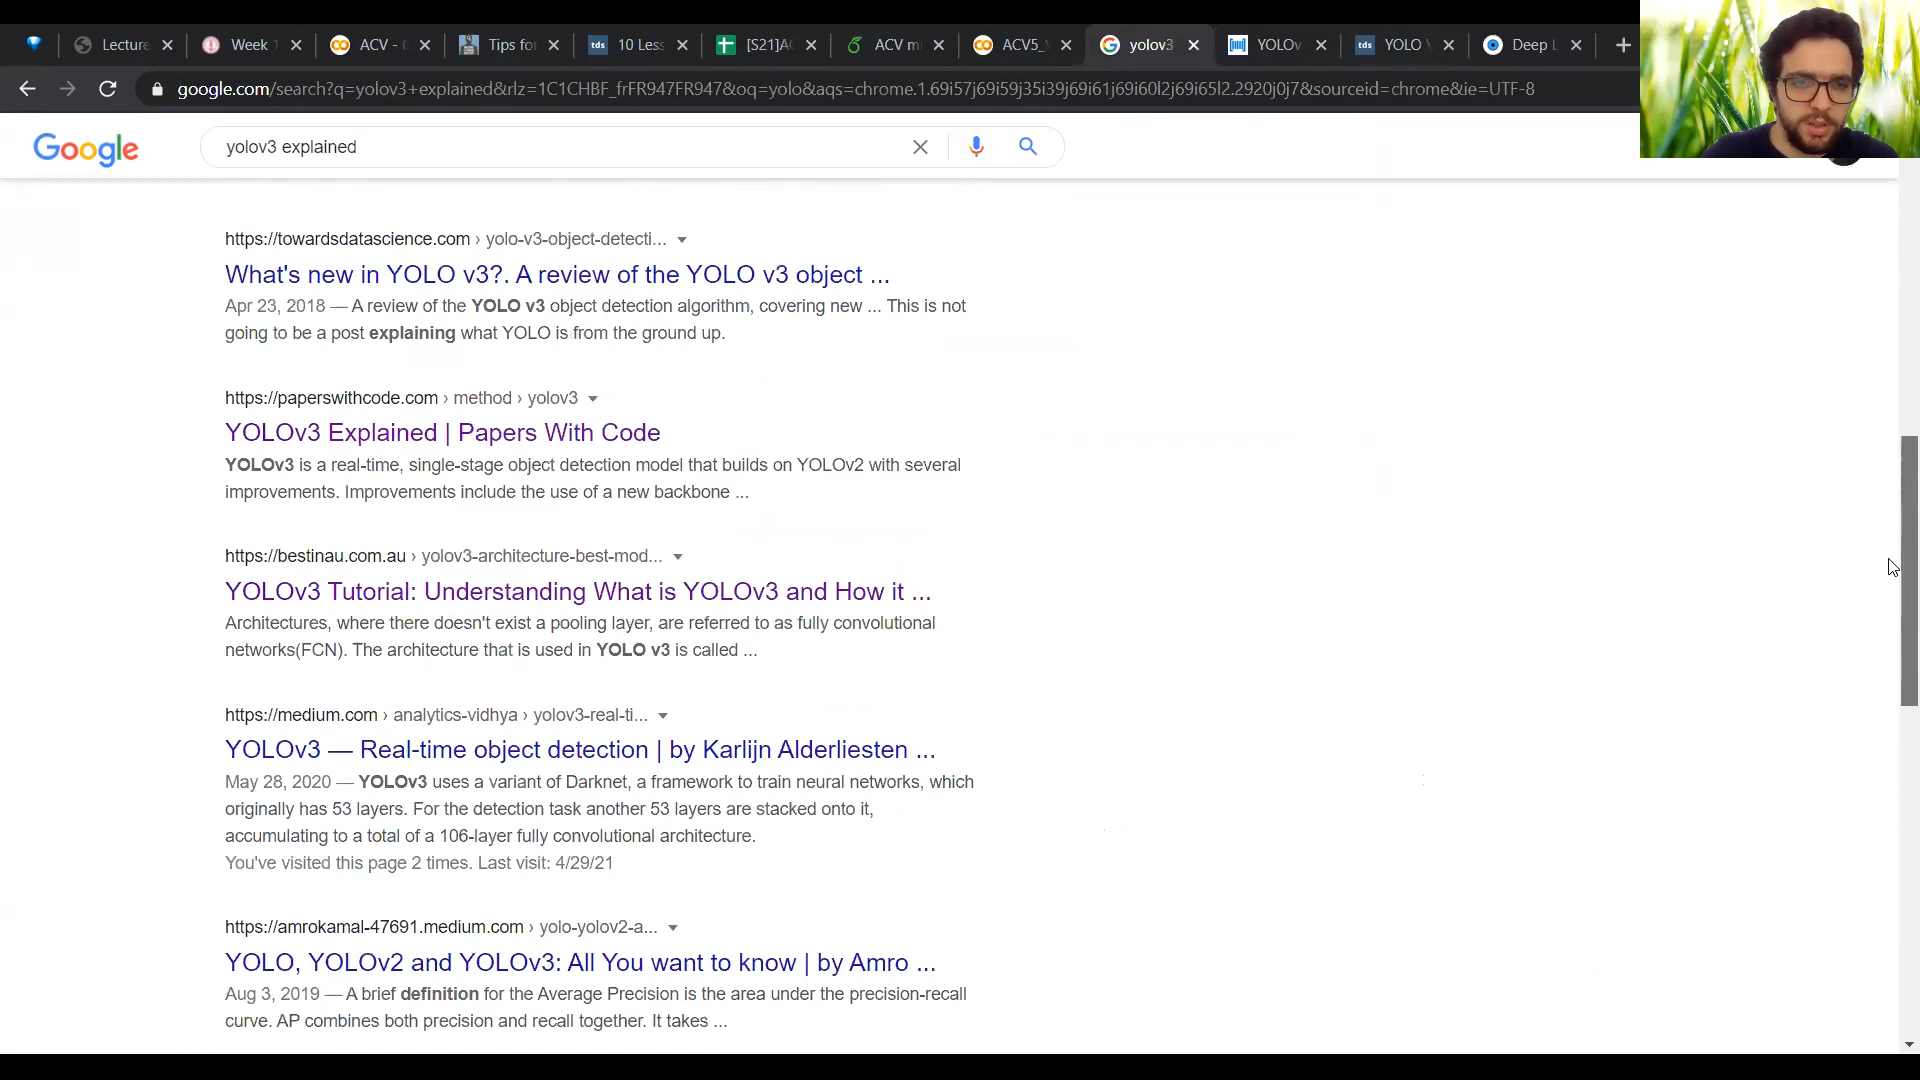 Lecture
Week
ACV -
Tips for
tds 10 Less
[S21]A
ACV m
ACV5_
yolov3
YOLOv
tds YOLO
Deep
google.com/search?q=yolov3+explained&rlz=1C1CHBF_frFR947FR947&oq=yolo&aqs=chrome.1.69i57j69i59j35i39j69i61j69i60l2j69i65l2.2920j0j7&sourceid=chrome&ie=UTF-8
Google
yolov3 explained
https://towardsdatascience.com › yolo-v3-object-detecti...
What's new in YOLO v3?. A review of the YOLO v3 object ...
Apr 23, 2018 — A review of the YOLO v3 object detection algorithm, covering new ... This is not
going to be a post explaining what YOLO is from the ground up.
https://paperswithcode.com › method › yolov3
YOLOv3 Explained | Papers With Code
YOLOv3 is a real-time, single-stage object detection model that builds on YOLOv2 with several
improvements. Improvements include the use of a new backbone ...
https://bestinau.com.au › yolov3-architecture-best-mod...
YOLOv3 Tutorial: Understanding What is YOLOv3 and How it ...
Architectures, where there doesn't exist a pooling layer, are referred to as fully convolutional
networks(FCN). The architecture that is used in YOLO v3 is called ...
https://medium.com › analytics-vidhya › yolov3-real-ti...
YOLOv3 — Real-time object detection | by Karlijn Alderliesten ...
May 28, 2020 — YOLOv3 uses a variant of Darknet, a framework to train neural networks, which
originally has 53 layers. For the detection task another 53 layers are stacked onto it,
accumulating to a total of a 106-layer fully convolutional architecture.
You've visited this page 2 times. Last visit: 4/29/21
https://amrokamal-47691.medium.com › yolo-yolov2-a...
YOLO, YOLOv2 and YOLOv3: All You want to know | by Amro ...
Aug 3, 2019 — A brief definition for the Average Precision is the area under the precision-recall
curve. AP combines both precision and recall together. It takes ...